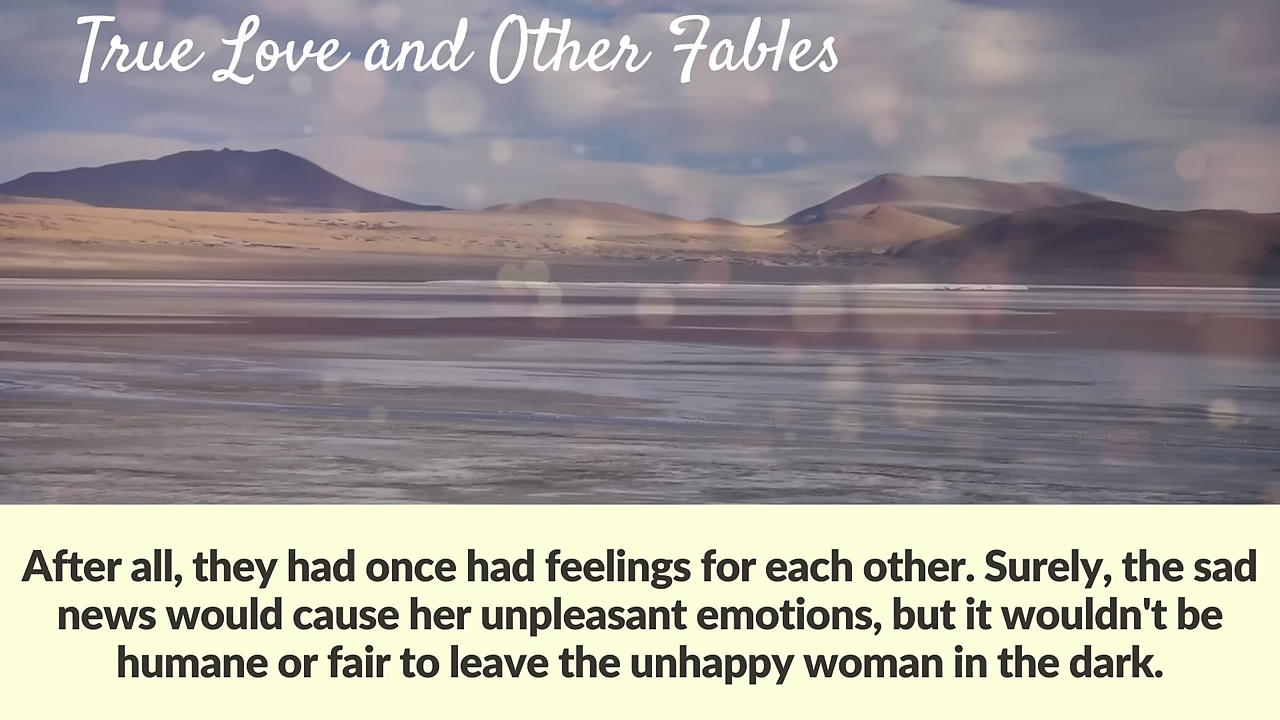 True Love and Other Fables
After all, they had once had feelings for each other. Surely, the sad
news would cause her unpleasant emotions, but it wouldn't be
humane or fair to leave the unhappy woman in the dark.